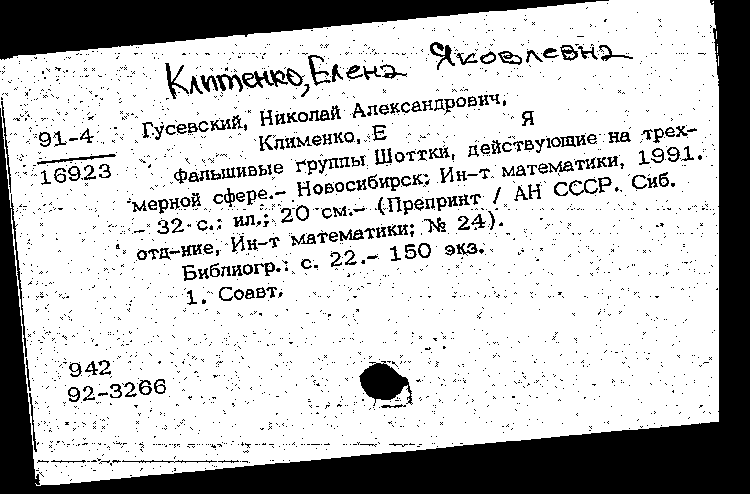 Клименко, Елена Яковлевна
91-4
16923
Гусевский, Николай Александрович,
Клименко, Е Я
Фальшивые группы Шоттки, действующие на трех-
мерной сфере.- Новосибирск: Ин-т математики, 1991.
- 32 с.: ил.; 20 см.- (Препринт / АН СССР. Сиб.
отд-ние, Ин-т математики; № 24).
Библиогр.: с. 22.- 150 экз.
1. Соавт.
942
92-3266